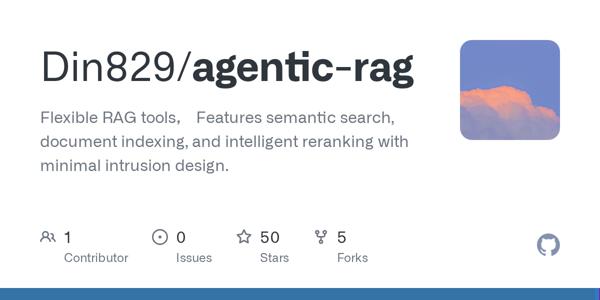 Din829/agentic-rag
Flexible RAG tools， Features semantic search,
document indexing, and intelligent reranking with
minimal intrusion design.
1 0 50 5
Contributor Issues Stars Forks